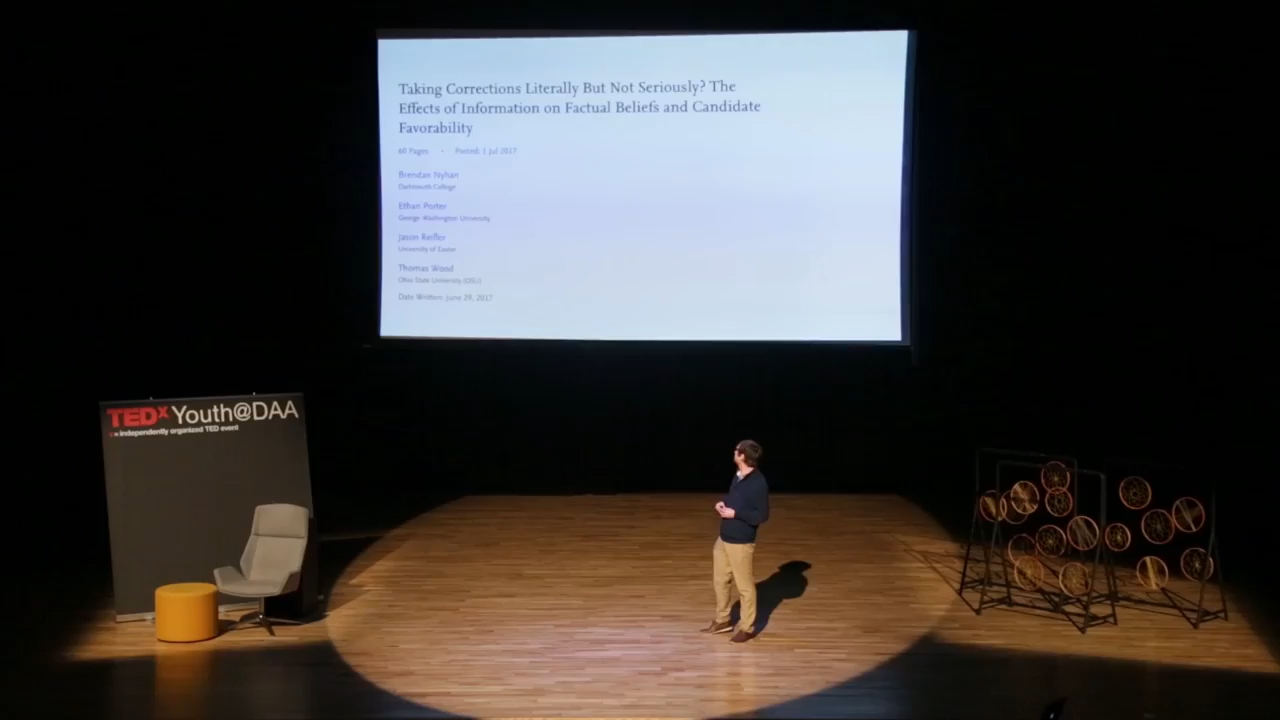 Taking Corrections Literally But Not Seriously? The
Effects of Information on Factual Beliefs and Candidate
Favorability
60 Pages - Posted: 1 Jul 2017
Brendan Nyhan
Dartmouth College
Ethan Porter
George Washington University
Jason Reifler
University of Exeter
Thomas Wood
Ohio State University (OSU)
Date Written: June 29, 2017
TEDx Youth@DAA
x = independently organized TED event